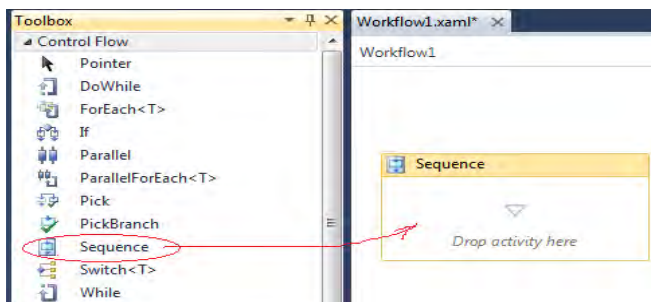 Toolbox
Control Flow
Pointer
DoWhile
ForEach<T>
If
Parallel
ParallelForEach<T>
Pick
PickBranch
Sequence
Switch<T>
While
Workflow1.xaml*
Workflow1
Sequence
Drop activity here